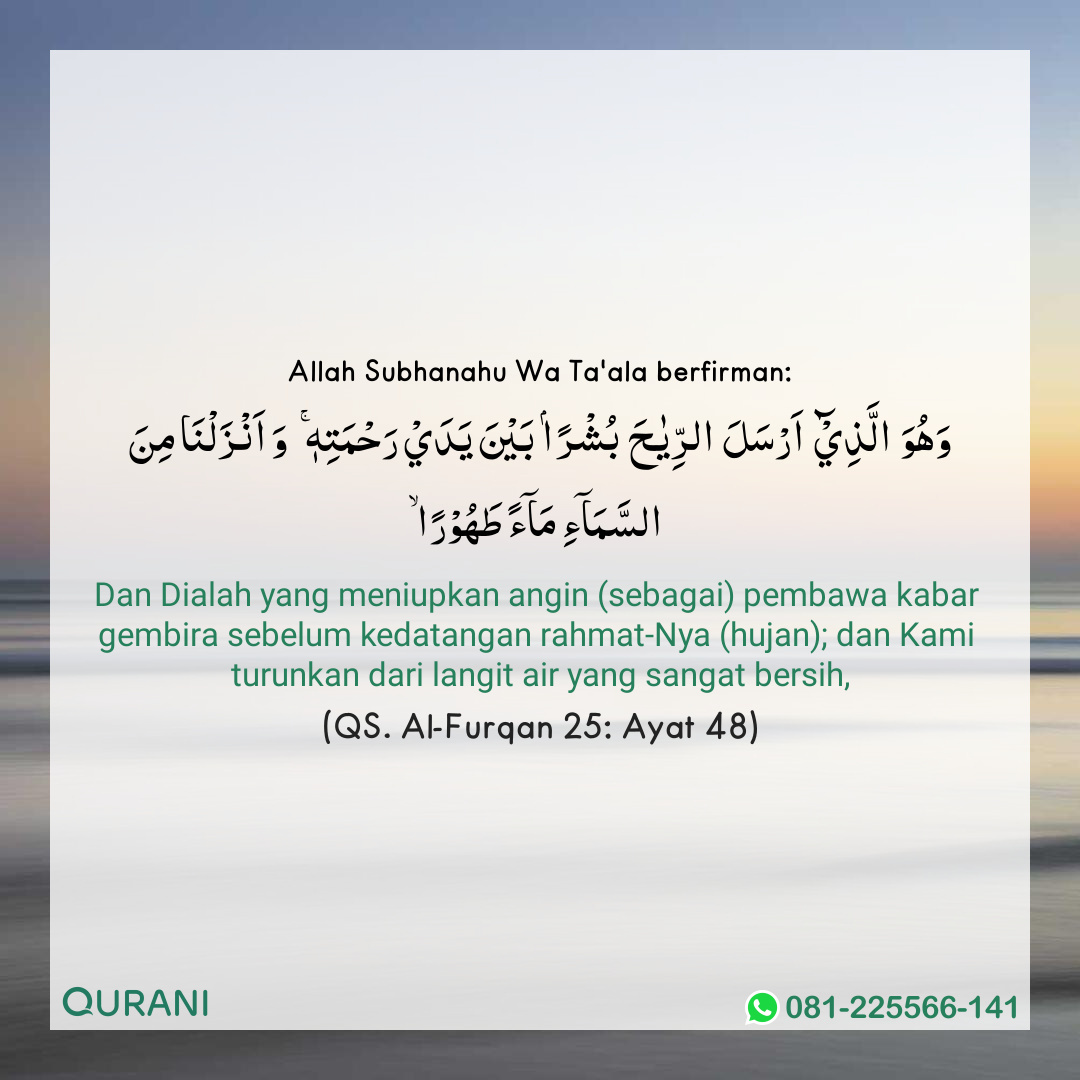 Allah Subhanahu Wa Ta'ala berfirman:
وَهُوَ الَّذِيْۤ اَرْسَلَ الرِّيٰحَ بُشْرًاۢ بَيْنَ يَدَيْ رَحْمَتِهٖ ۚ وَاَنْزَلْنَا مِنَ
السَّمَآءِ مَآءً طَهُوْرًا ۙ
Dan Dialah yang meniupkan angin (sebagai) pembawa kabar
gembira sebelum kedatangan rahmat-Nya (hujan); dan Kami
turunkan dari langit air yang sangat bersih,
(QS. Al-Furqan 25: Ayat 48)
QURANI
081-225566-141